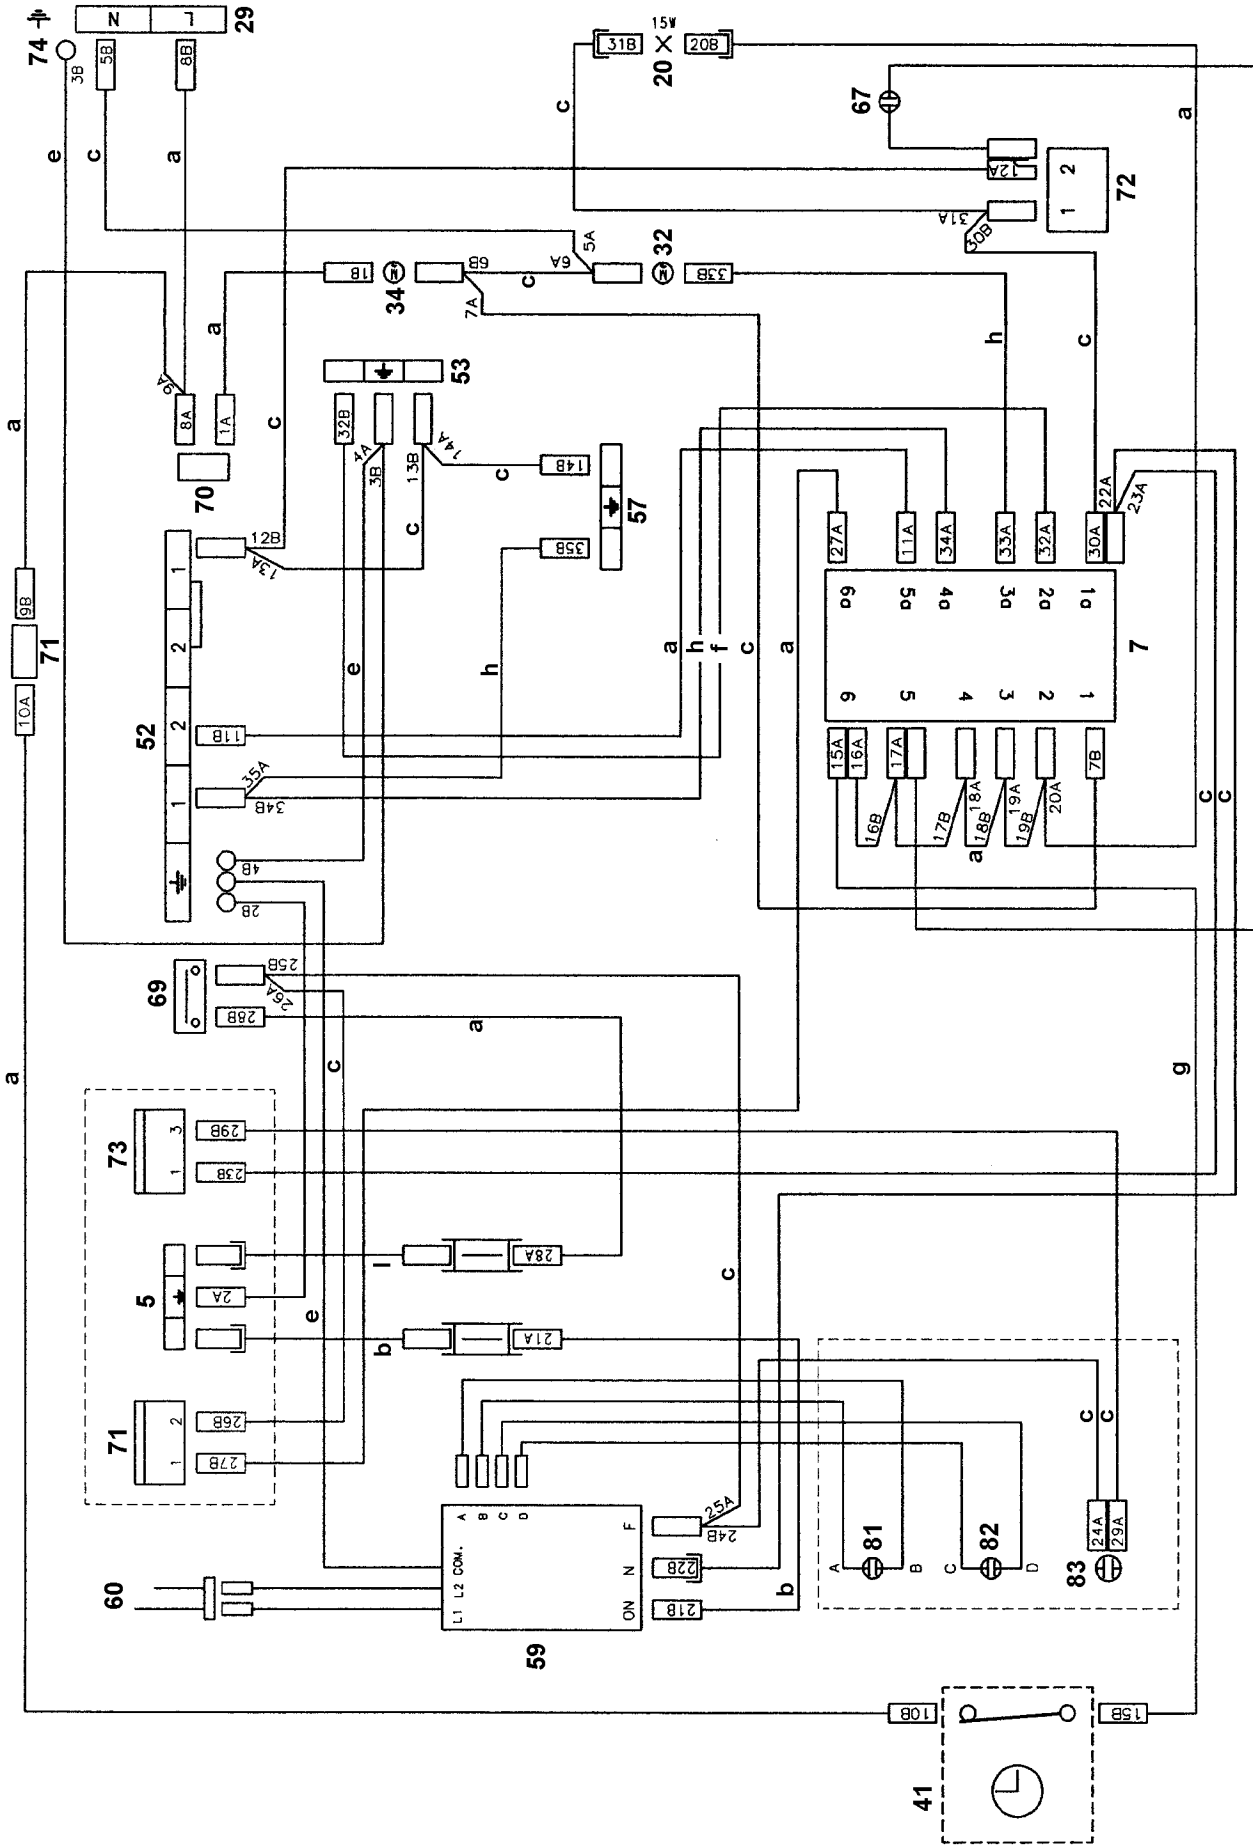 74
3B
N
L
29
5B
8B
e
c
a
15W
31B
20B
20
c
67
a
12A
2
1
72
31A
30B
5A
6A
32
33B
1B
34
6B
7A
c
a
a
9A
8A
1A
70
c
h
c
53
32B
4A
3B
13B
14A
c
c
14B
57
35B
9B
71
10A
12B
13A
1
2
2
1
52
11B
35A
34B
e
h
a
h
f
c
a
27A
11A
34A
33A
32A
30A
22A
23A
6a
5a
4a
3a
2a
1a
7
6
5
4
3
2
1
15A
16A
17A
7B
16B
17B
18A
18B
19A
19B
20A
a
c
c
4B
2B
69
25B
26A
28B
a
c
a
g
73
3
1
29B
23B
5
2A
e
l
28A
c
b
21A
71
2
1
26B
27B
60
L1
L2
COM.
A
B
C
D
F
N
ON
59
25A
24B
22B
21B
b
c
c
24A
29A
A
81
B
C
82
D
83
10B
15B
41